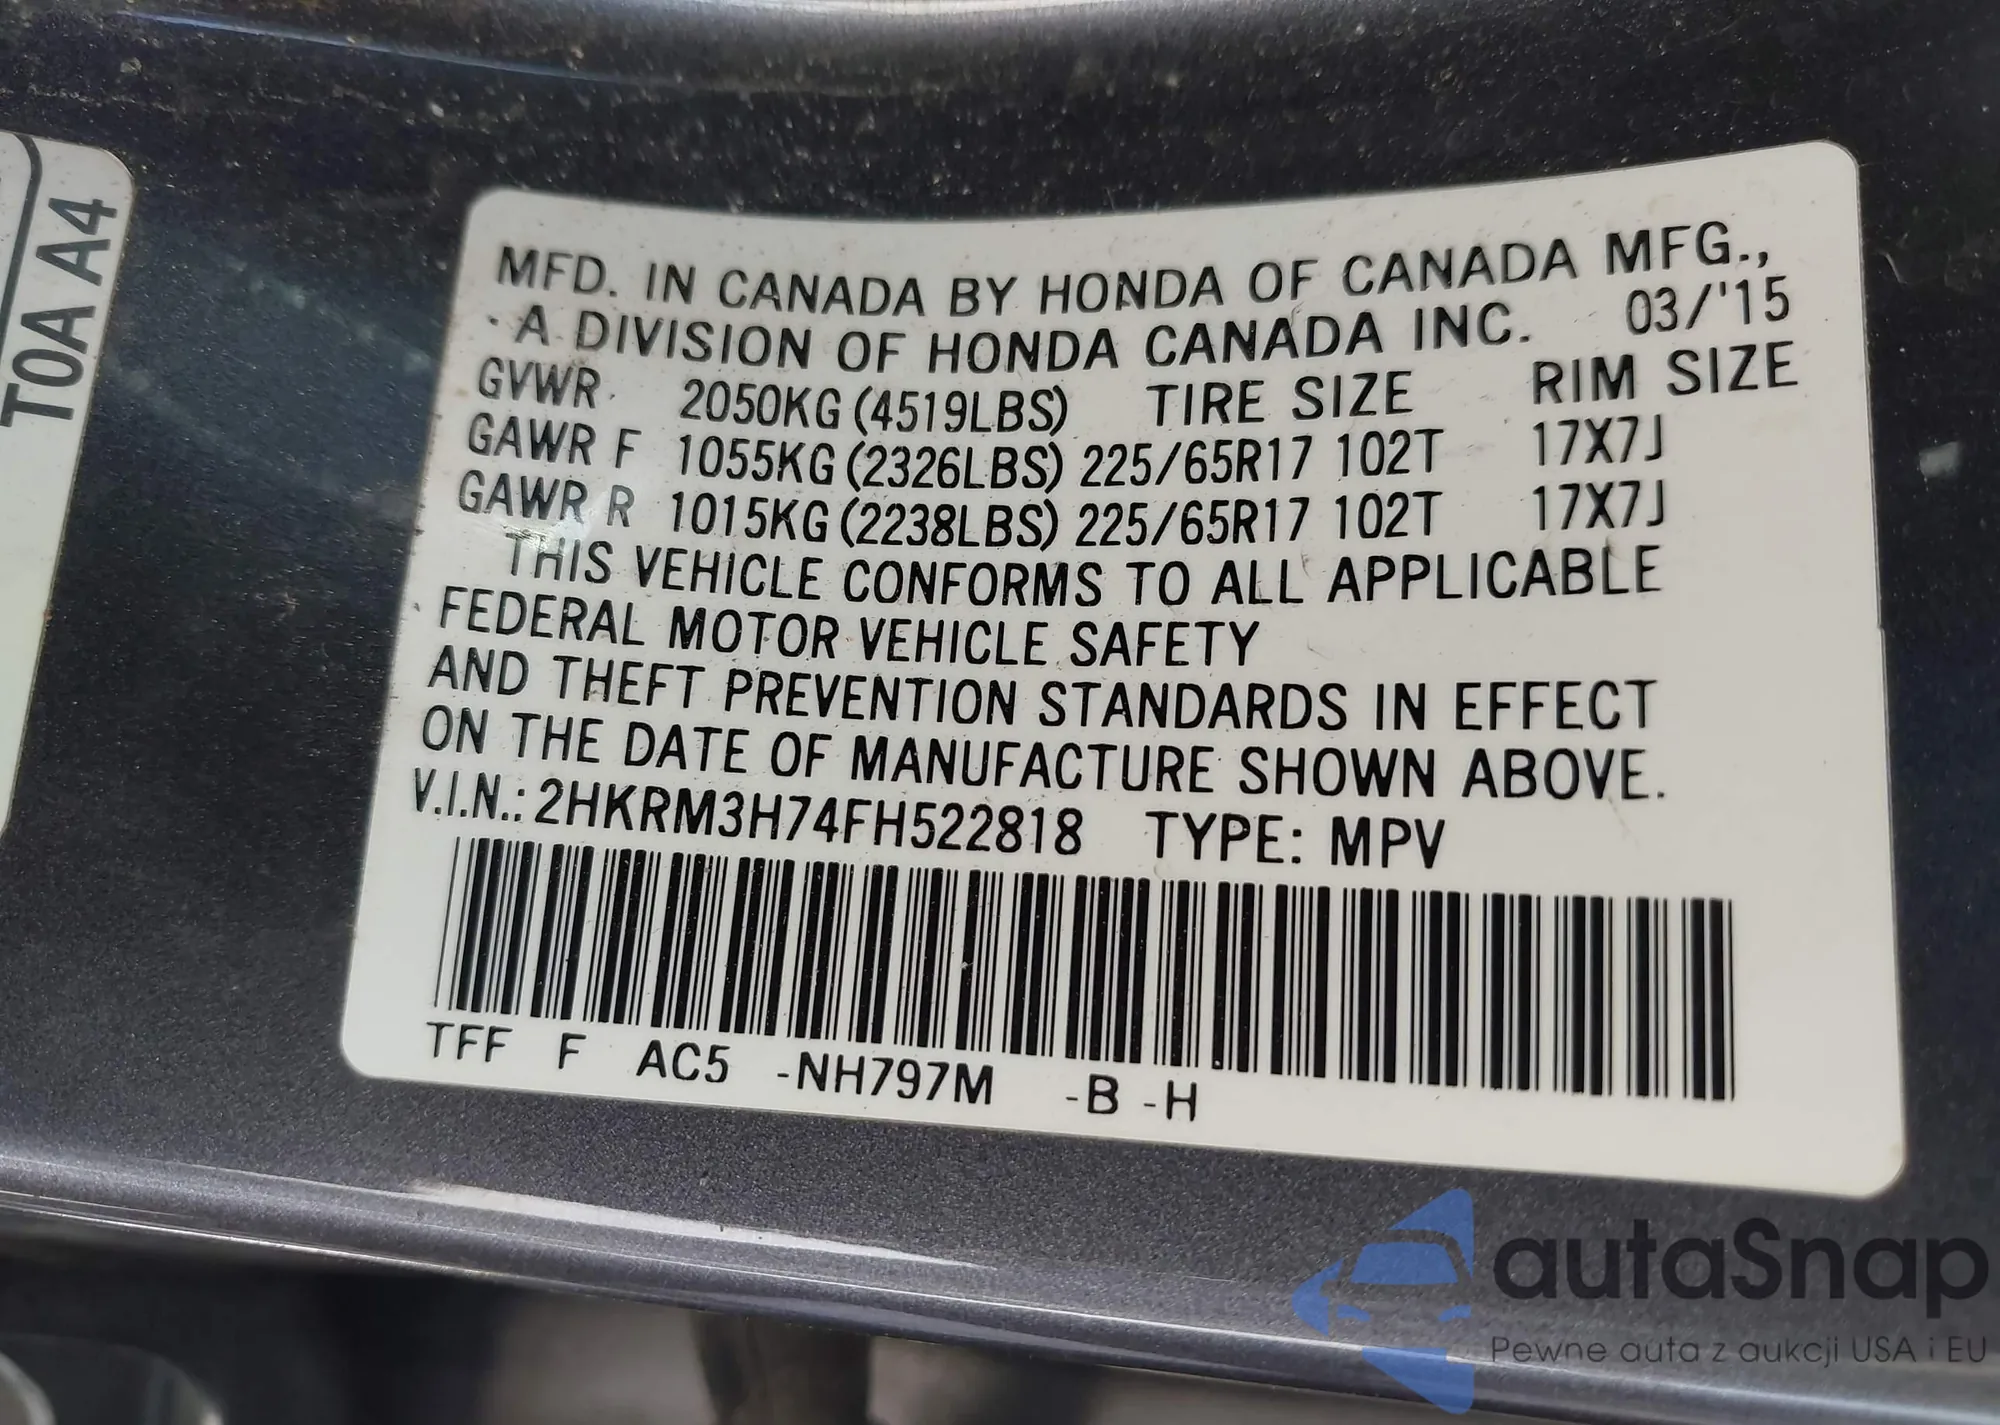 T0A A4
MFD. IN CANADA BY HONDA OF CANADA MFG.,
A DIVISION OF HONDA CANADA INC. 03/'15
GVWR 2050KG (4519LBS) TIRE SIZE RIM SIZE
GAWR F 1055KG (2326LBS) 225/65R17 102T 17X7J
GAWR R 1015KG (2238LBS) 225/65R17 102T 17X7J
THIS VEHICLE CONFORMS TO ALL APPLICABLE
FEDERAL MOTOR VEHICLE SAFETY
AND THEFT PREVENTION STANDARDS IN EFFECT
ON THE DATE OF MANUFACTURE SHOWN ABOVE.
V.I.N.: 2HKRM3H74FH522818 TYPE: MPV
TFF F AC5 -NH797M -B -H
autaSnap
Pewne auta z aukcji USA i EU